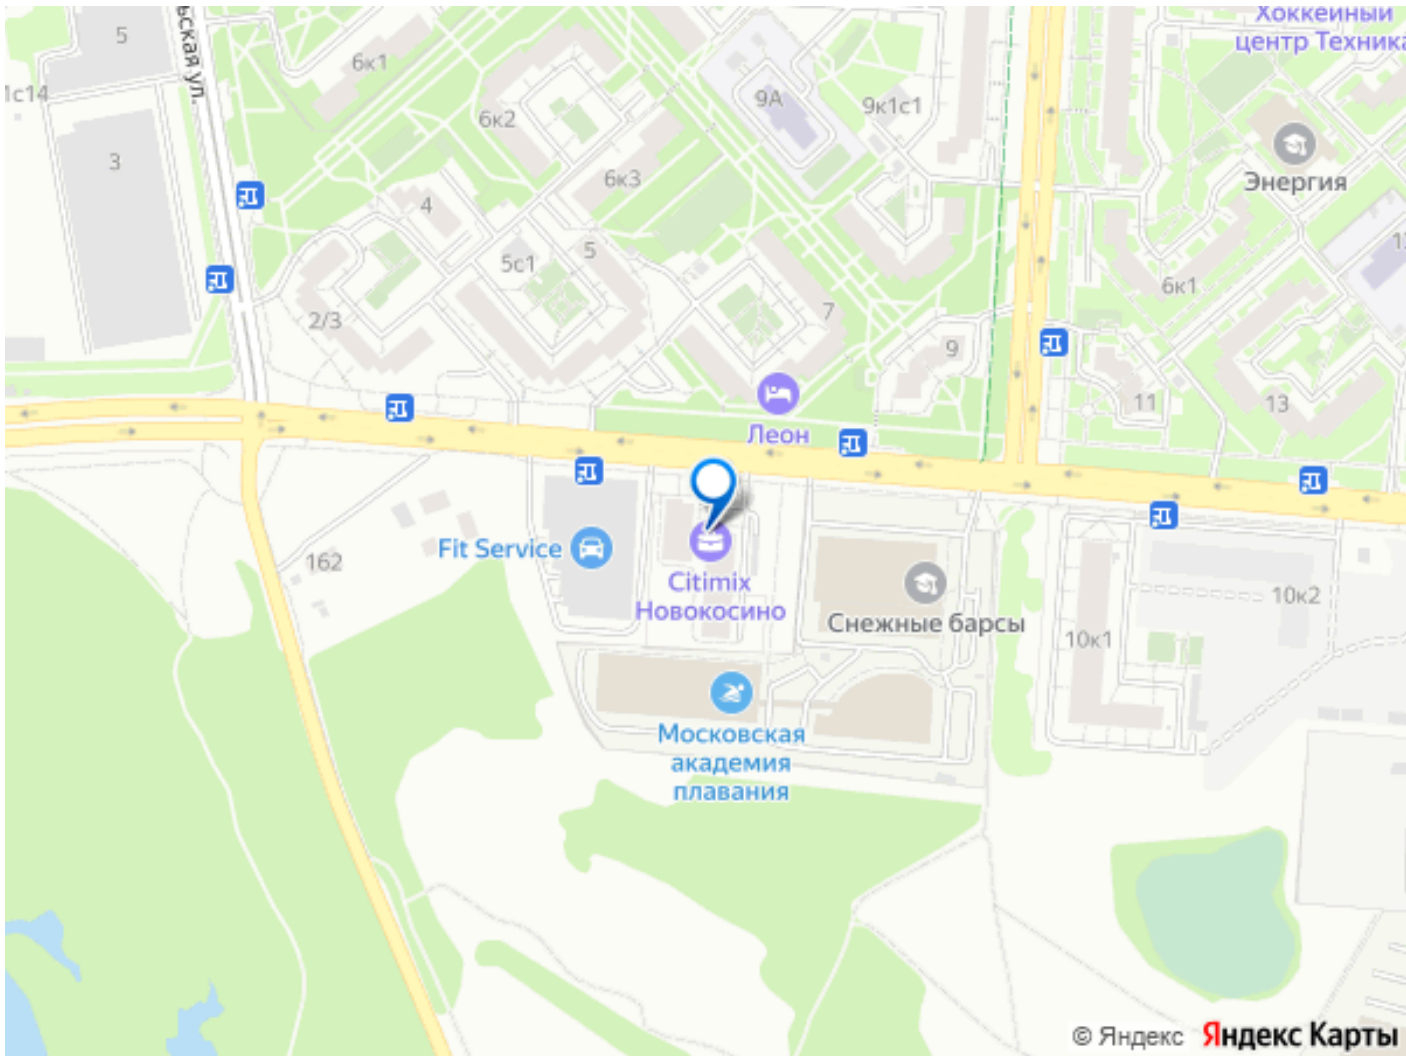 Хоккейный
центр Техника
5
6к1
ьская ул.
1с14
6к2
9А
9к1с1
3
6к3
Энергия
4
5
5с1
6к1
2/3
7
9
11
13
Леон
Fit Service
162
Citimix
Новокосино
Снежные барсы
10к2
10к1
Московская
академия
плавания
© Яндекс Яндекс Карты